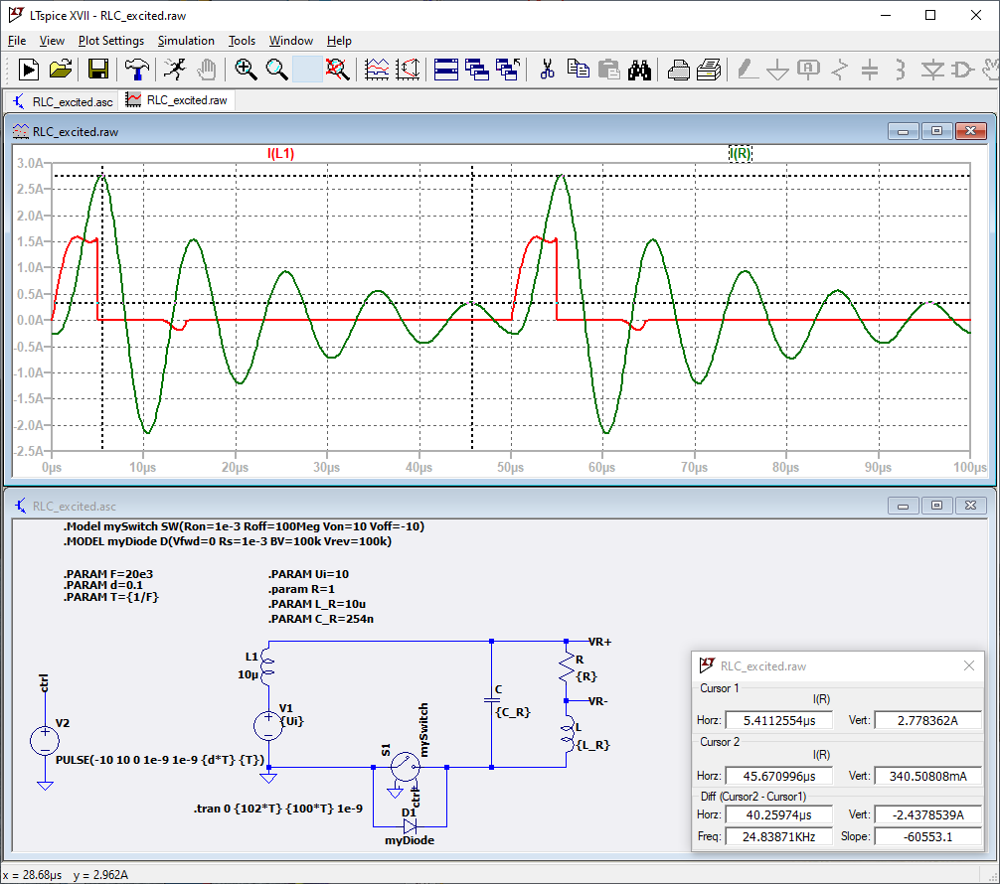 LTspice XVII - RLC_excited.raw
File View Plot Settings Simulation Tools Window Help
RLC_excited.asc RLC_excited.raw
RLC_excited.raw
I(L1) I(R)
3.0A
2.5A
2.0A
1.5A
1.0A
0.5A
0.0A
-0.5A
-1.0A
-1.5A
-2.0A
-2.5A
0µs 10µs 20µs 30µs 40µs 50µs 60µs 70µs 80µs 90µs 100µs
RLC_excited.asc
.Model mySwitch SW(Ron=1e-3 Roff=100Meg Von=10 Voff=-10)
.MODEL myDiode D(Vfwd=0 Rs=1e-3 BV=100k Vrev=100k)
.PARAM F=20e3
.PARAM d=0.1
.PARAM T={1/F}
.PARAM Ui=10
.param R=1
.PARAM L_R=10u
.PARAM C_R=254n
ctrl
V2
PULSE(-10 10 0 1e-9 1e-9 {d*T} {T})
L1
10µ
V1
{Ui}
S1
mySwitch
ctrl
D1
myDiode
.tran 0 {102*T} {100*T} 1e-9
C
{C_R}
VR+
R
{R}
VR-
L
{L_R}
RLC_excited.raw
Cursor 1
I(R)
Horz: 5.4112554µs Vert: 2.778362A
Cursor 2
I(R)
Horz: 45.670996µs Vert: 340.50808mA
Diff (Cursor2 - Cursor1)
Horz: 40.25974µs Vert: -2.4378539A
Freq: 24.83871KHz Slope: -60553.1
x = 28.68µs y = 2.962A